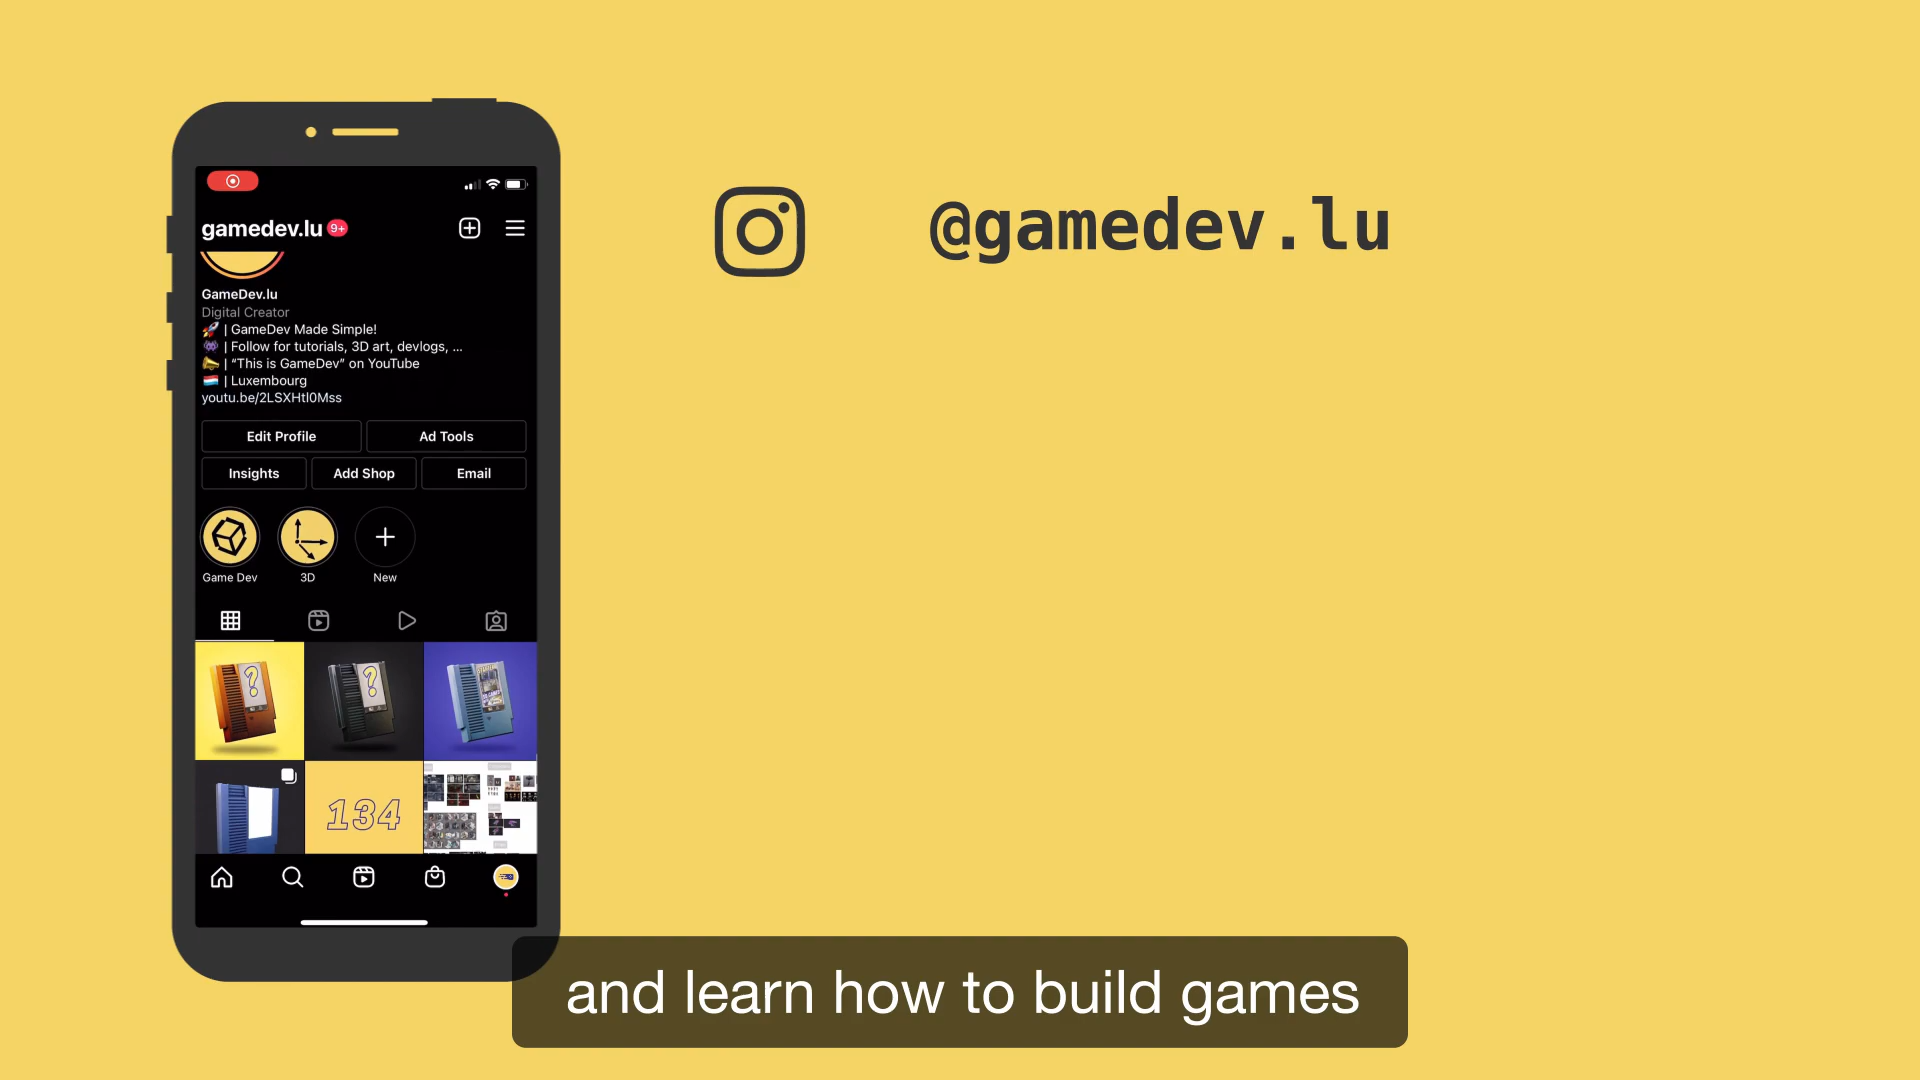 gamedev.lu 9+
GameDev.lu
Digital Creator
🚀 | GameDev Made Simple!
👾 | Follow for tutorials, 3D art, devlogs, ...
📣 | “This is GameDev” on YouTube
🇱🇺 | Luxembourg
youtu.be/2LSXHtl0Mss
Edit Profile
Ad Tools
Insights
Add Shop
Email
Game Dev
3D
New
?
?
134
@gamedev.lu
and learn how to build games